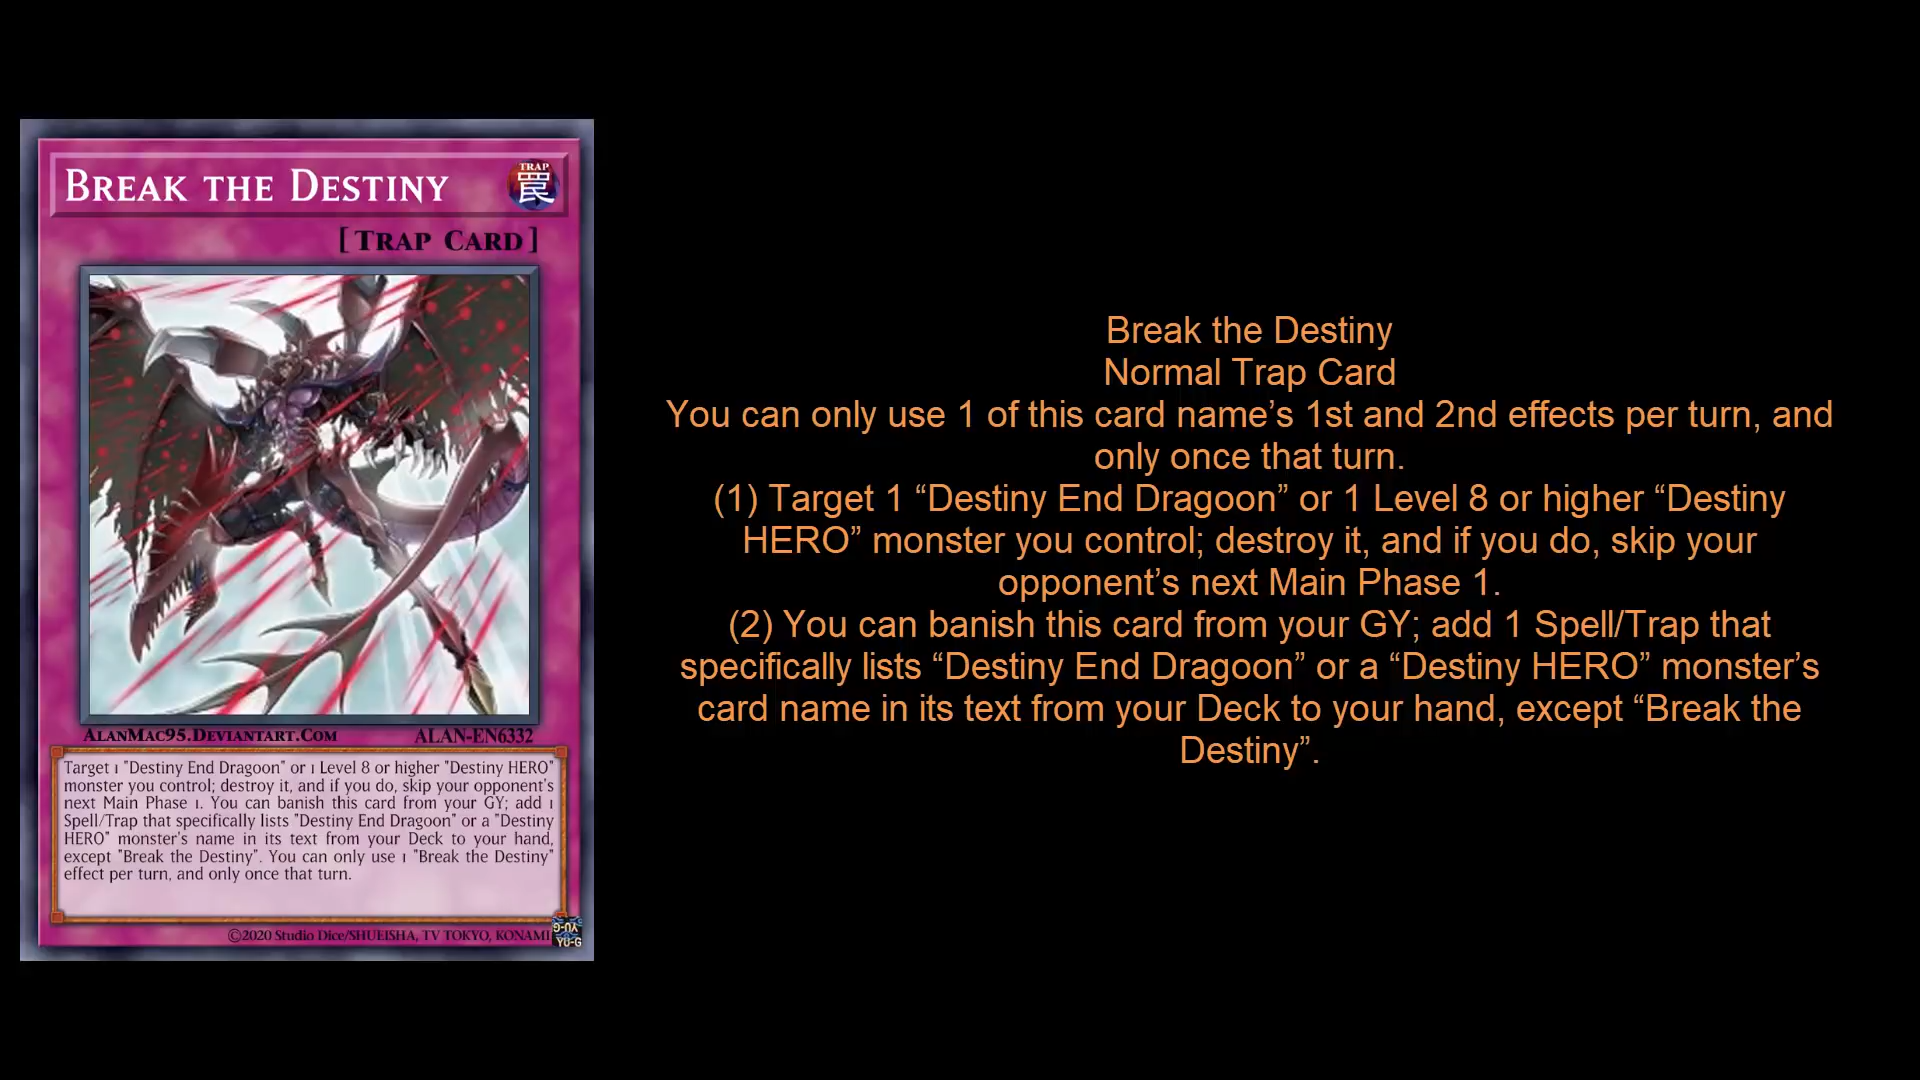 BREAK THE DESTINY
TRAP
罠
[TRAP CARD]
ALANMAC95.DEVIANTART.COM
ALAN-EN6332
Target 1 "Destiny End Dragoon" or 1 Level 8 or higher "Destiny HERO"
monster you control; destroy it, and if you do, skip your opponent's
next Main Phase 1. You can banish this card from your GY; add 1
Spell/Trap that specifically lists "Destiny End Dragoon" or a "Destiny
HERO" monster's name in its text from your Deck to your hand,
except "Break the Destiny". You can only use 1 "Break the Destiny"
effect per turn, and only once that turn.
©2020 Studio Dice/SHUEISHA, TV TOKYO, KONAMI
Break the Destiny
Normal Trap Card
You can only use 1 of this card name’s 1st and 2nd effects per turn, and
only once that turn.
(1) Target 1 “Destiny End Dragoon” or 1 Level 8 or higher “Destiny
HERO” monster you control; destroy it, and if you do, skip your
opponent’s next Main Phase 1.
(2) You can banish this card from your GY; add 1 Spell/Trap that
specifically lists “Destiny End Dragoon” or a “Destiny HERO” monster’s
card name in its text from your Deck to your hand, except “Break the
Destiny”.